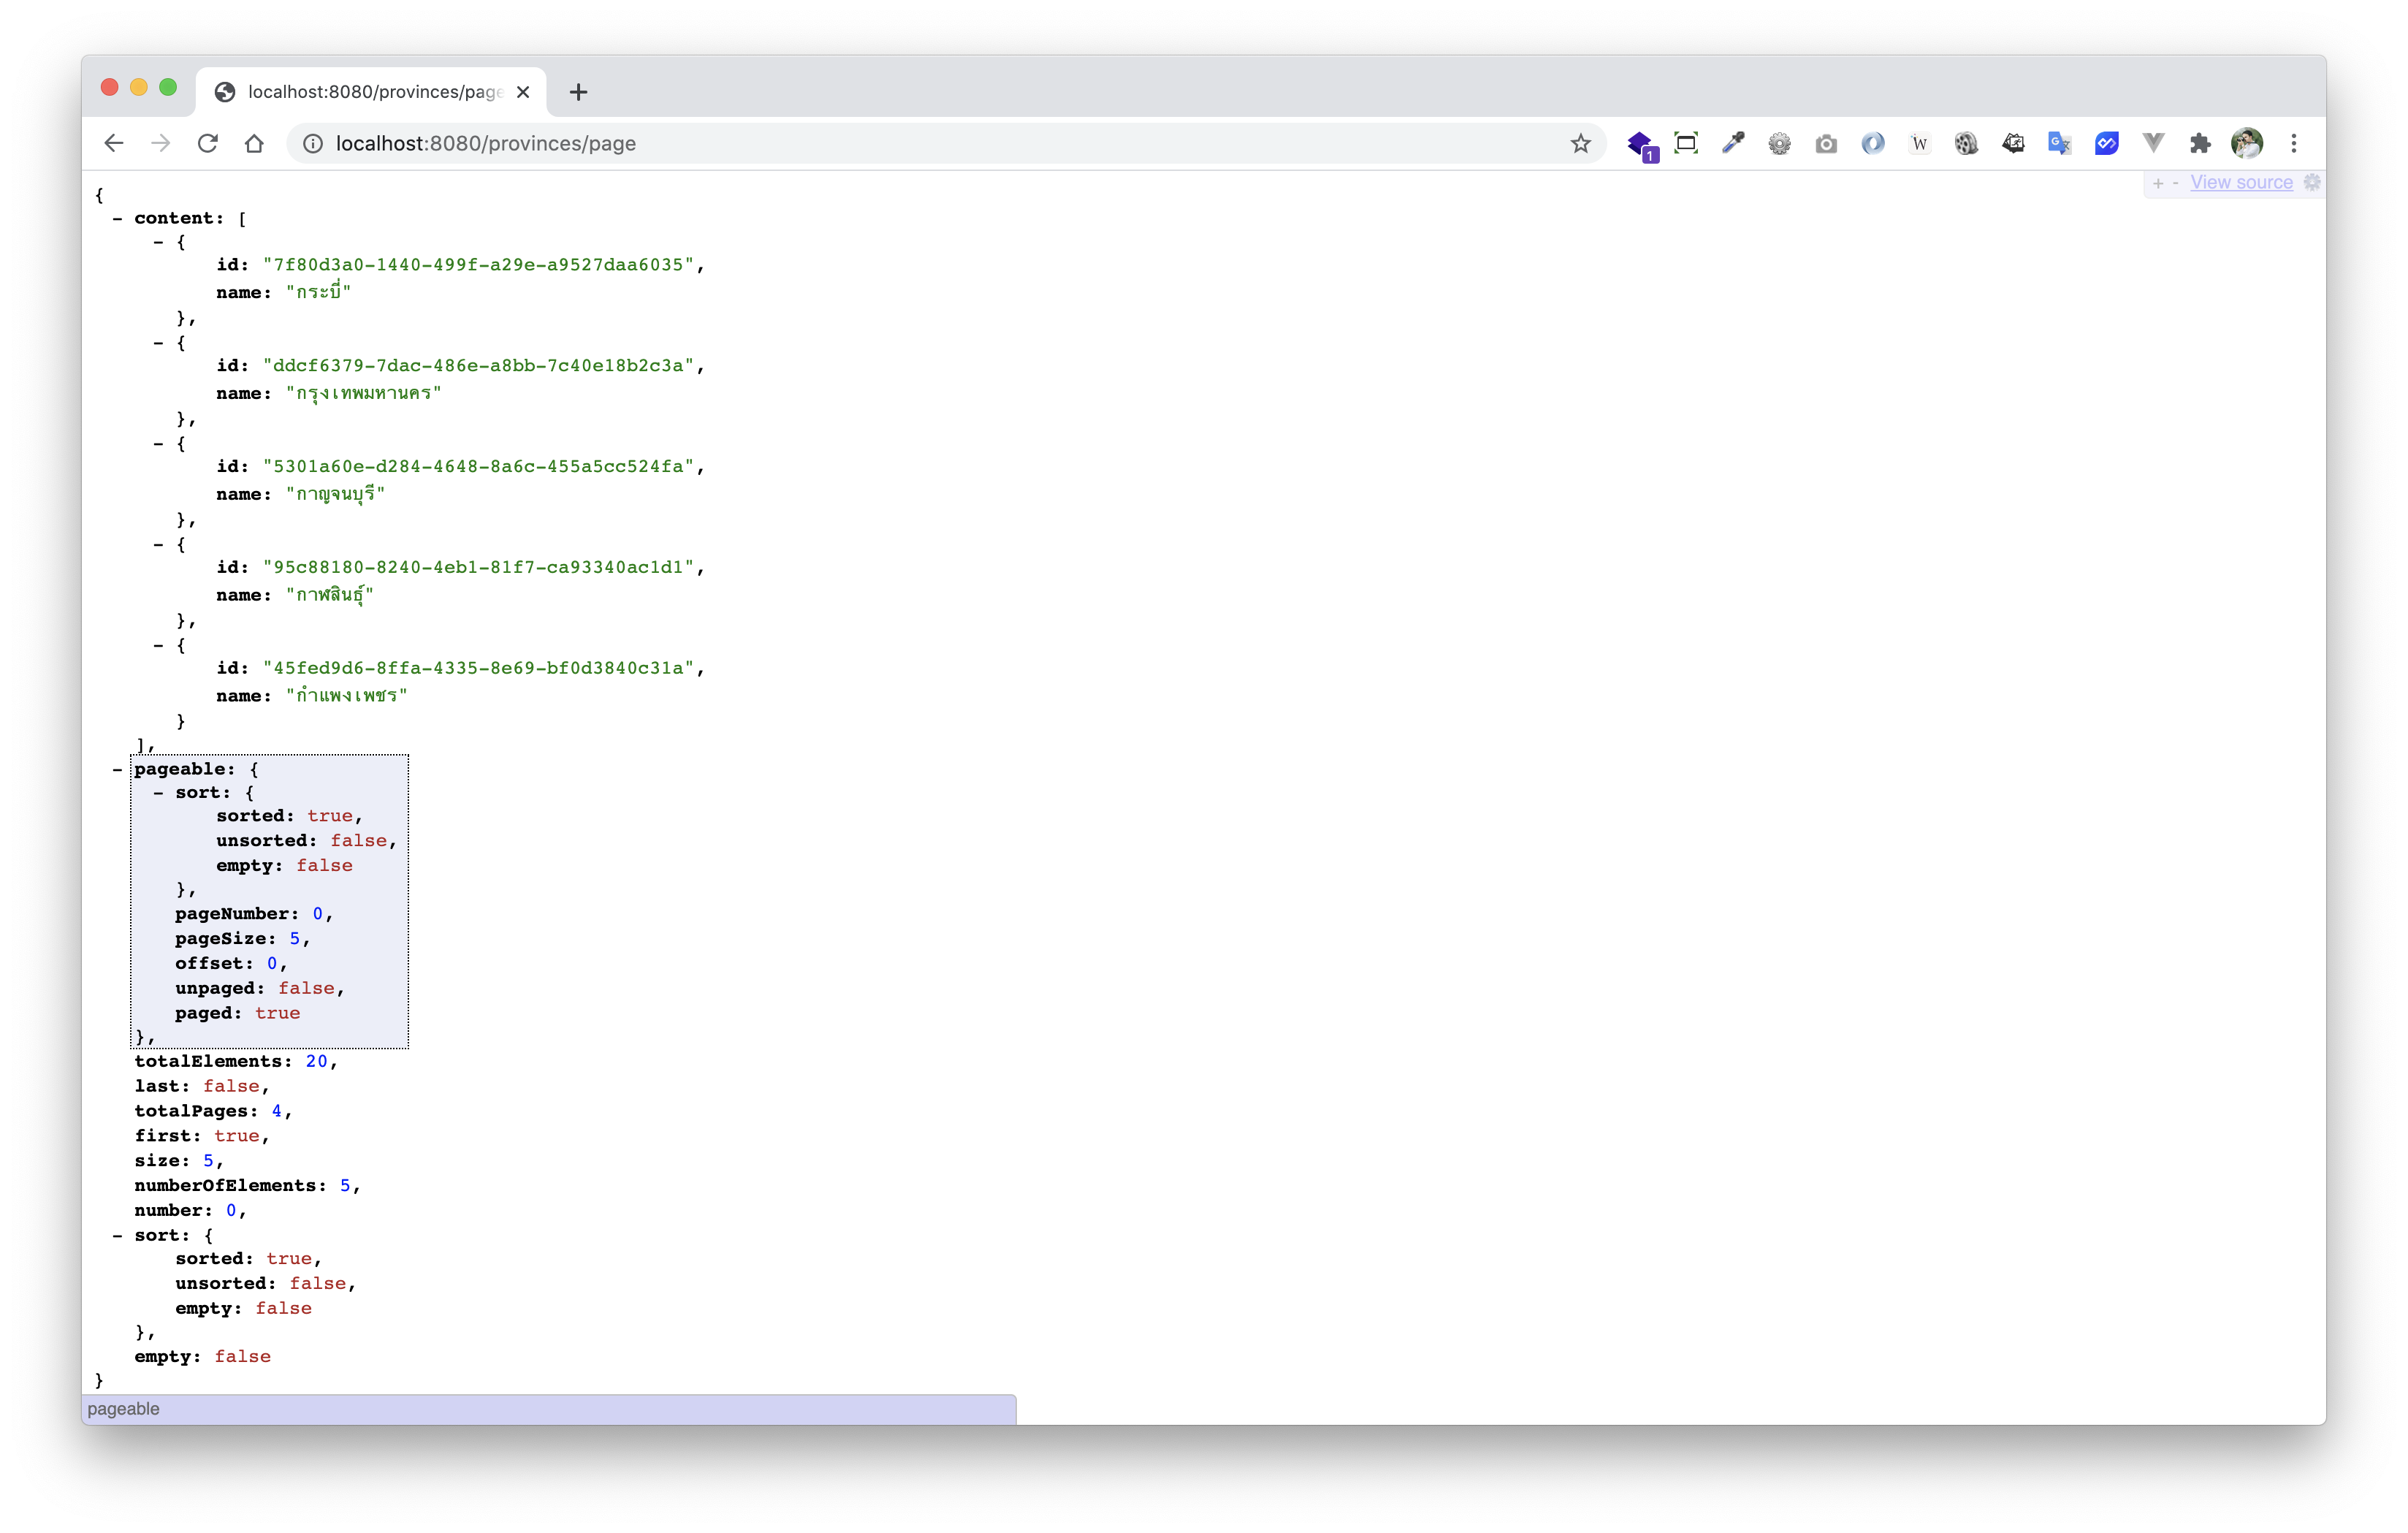 localhost:8080/provinces/page
localhost:8080/provinces/page
1
W
+ - View source
{
- content: [
- {
id: "7f80d3a0-1440-499f-a29e-a9527daa6035",
name: "กระบี่"
},
- {
id: "ddcf6379-7dac-486e-a8bb-7c40e18b2c3a",
name: "กรุงเทพมหานคร"
},
- {
id: "5301a60e-d284-4648-8a6c-455a5cc524fa",
name: "กาญจนบุรี"
},
- {
id: "95c88180-8240-4eb1-81f7-ca93340ac1d1",
name: "กาฬสินธุ์"
},
- {
id: "45fed9d6-8ffa-4335-8e69-bf0d3840c31a",
name: "กำแพงเพชร"
}
],
- pageable: {
- sort: {
sorted: true,
unsorted: false,
empty: false
},
pageNumber: 0,
pageSize: 5,
offset: 0,
unpaged: false,
paged: true
},
totalElements: 20,
last: false,
totalPages: 4,
first: true,
size: 5,
numberOfElements: 5,
number: 0,
- sort: {
sorted: true,
unsorted: false,
empty: false
},
empty: false
}
pageable